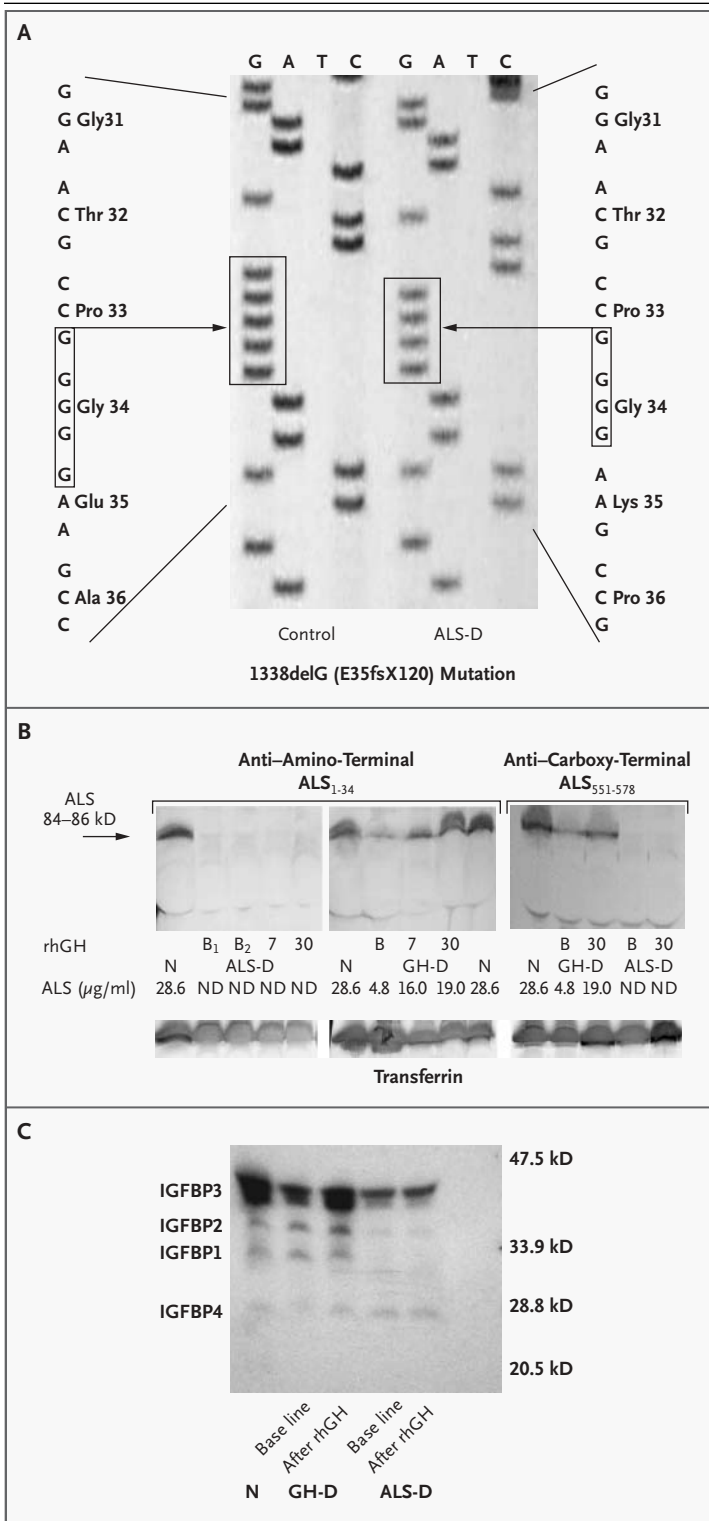 A
G A T C G A T C
G
G Gly31
A
A
C Thr 32
G
C
C Pro 33
G
G
G Gly 34
G
G
A Glu 35
A
G
C Ala 36
C
G
G Gly31
A
A
C Thr 32
G
C
C Pro 33
G
G
G Gly 34
G
A
A Lys 35
G
C
C Pro 36
G
Control ALS-D
1338delG (E35fsX120) Mutation
B
Anti–Amino-Terminal
ALS1-34
Anti–Carboxy-Terminal
ALS551-578
ALS
84–86 kD
rhGH B1 B2 7 30 B 7 30 B 30 B 30
N ALS-D N GH-D N N GH-D ALS-D
ALS (μg/ml) 28.6 ND ND ND ND 28.6 4.8 16.0 19.0 28.6 28.6 4.8 19.0 ND ND
Transferrin
C
47.5 kD
IGFBP3
IGFBP2
33.9 kD
IGFBP1
28.8 kD
IGFBP4
20.5 kD
Base line
After rhGH
Base line
After rhGH
N GH-D ALS-D